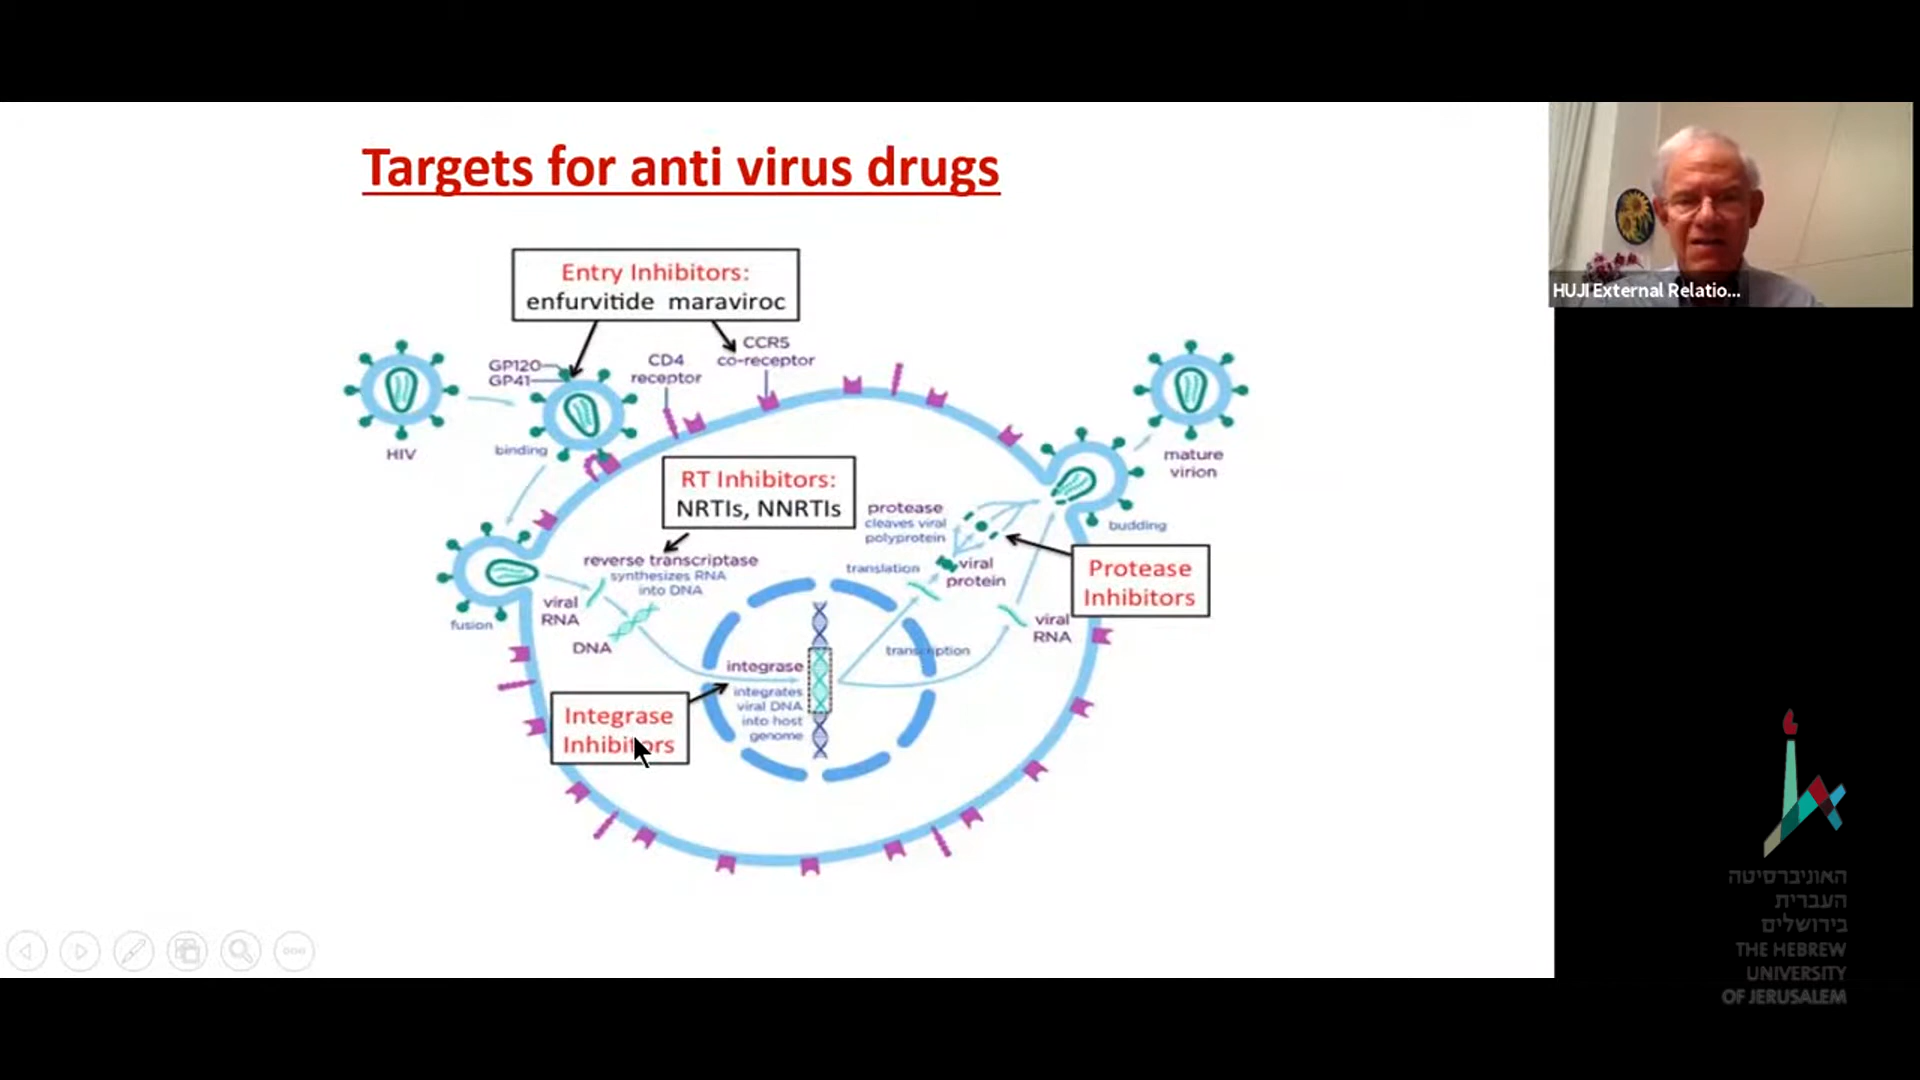 Targets for anti virus drugs
Entry Inhibitors:
enfurvitide maraviroc
GP120
GP41
CD4
receptor
CCR5
co-receptor
HIV
binding
mature
virion
RT Inhibitors:
NRTIs, NNRTIs
protease
cleaves viral
polyprotein
budding
reverse transcriptase
synthesizes RNA
into DNA
translation
viral
protein
Protease
Inhibitors
viral
RNA
fusion
DNA
viral
RNA
transcription
integrase
integrates
viral DNA
into host
genome
Integrase
Inhibitors
HUJI External Relatio...
האוניברסיטה
העברית
בירושלים
THE HEBREW
UNIVERSITY
OF JERUSALEM